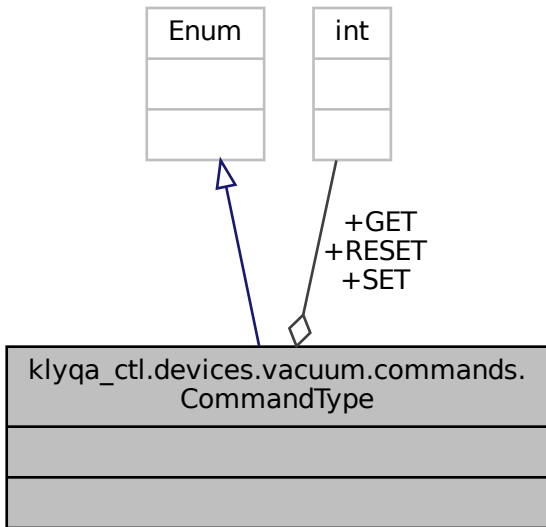 Enum
int
+GET
+RESET
+SET
klyqa_ctl.devices.vacuum.commands.
CommandType